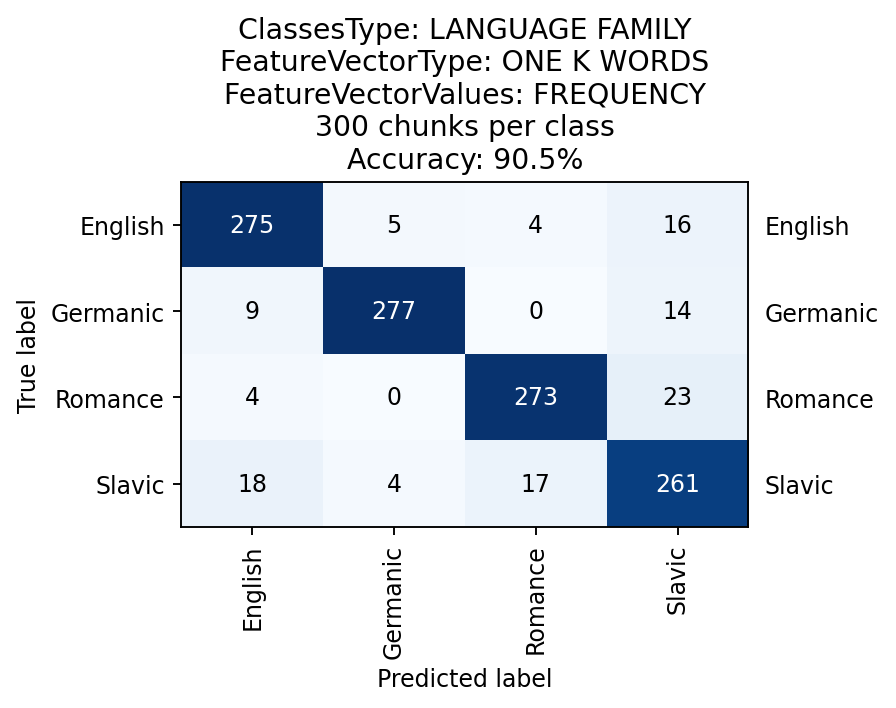 ClassesType: LANGUAGE FAMILY
FeatureVectorType: ONE K WORDS
FeatureVectorValues: FREQUENCY
300 chunks per class
Accuracy: 90.5%
English 275 5 4 16 English
Germanic 9 277 0 14 Germanic
Romance 4 0 273 23 Romance
Slavic 18 4 17 261 Slavic
True label
English Germanic Romance Slavic
Predicted label